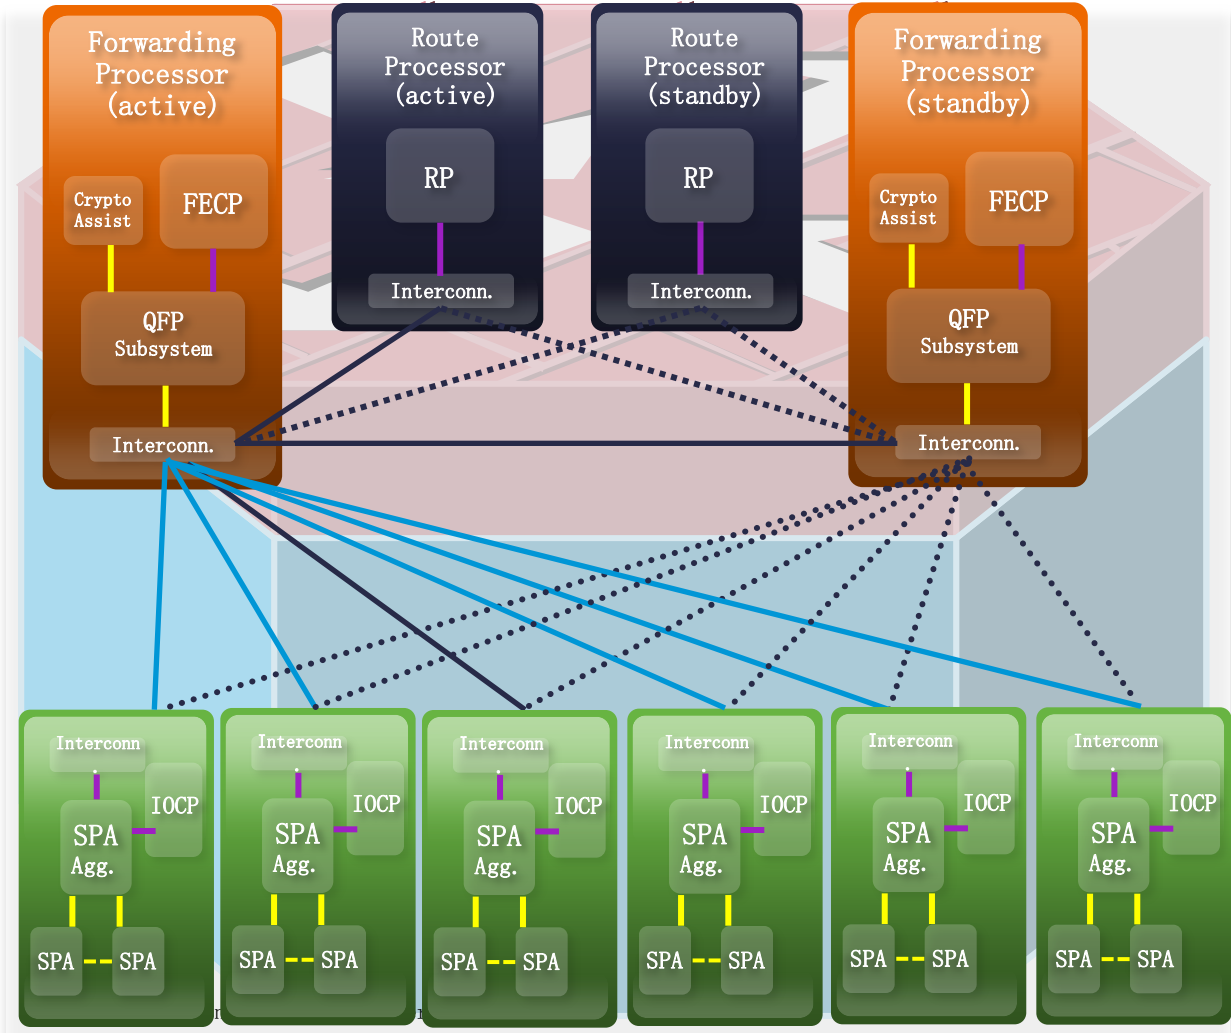 Forwarding
Processor
(active)
Crypto
Assist
FECP
QFP
Subsystem
Interconn.
Route
Processor
(active)
RP
Interconn.
Route
Processor
(standby)
RP
Interconn.
Forwarding
Processor
(standby)
Crypto
Assist
FECP
QFP
Subsystem
Interconn.
Interconn
.
IOCP
SPA
Agg.
SPA
SPA
Interconn
.
IOCP
SPA
Agg.
SPA
SPA
Interconn
.
IOCP
SPA
Agg.
SPA
SPA
Interconn
.
IOCP
SPA
Agg.
SPA
SPA
Interconn
.
IOCP
SPA
Agg.
SPA
SPA
Interconn
.
IOCP
SPA
Agg.
SPA
SPA